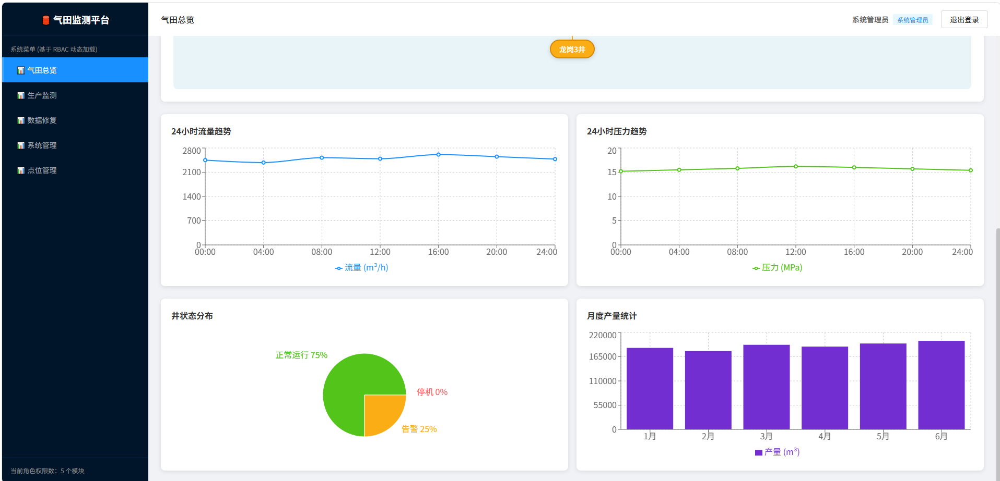 气田监测平台
气田总览
系统管理员
系统管理员
退出登录
系统菜单 (基于 RBAC 动态加载)
气田总览
生产监测
数据修复
系统管理
点位管理
当前角色权限数：5 个模块
龙岗3井
24小时流量趋势
2800
2100
1400
700
0
00:00 04:00 08:00 12:00 16:00 20:00 24:00
流量 (m³/h)
24小时压力趋势
20
15
10
5
0
00:00 04:00 08:00 12:00 16:00 20:00 24:00
压力 (MPa)
井状态分布
正常运行 75%
停机 0%
告警 25%
月度产量统计
220000
165000
110000
55000
0
1月 2月 3月 4月 5月 6月
产量 (m³)